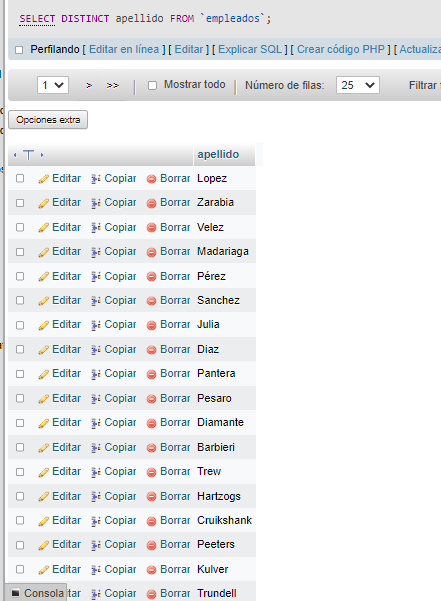 SELECT DISTINCT apellido FROM `empleados`;
Perfilando [ Editar en línea ] [ Editar ] [ Explicar SQL ] [ Crear código PHP ] [ Actualiza
1 > >> Mostrar todo Número de filas: 25 Filtrar
Opciones extra
apellido
Editar Copiar Borrar Lopez
Editar Copiar Borrar Zarabia
Editar Copiar Borrar Velez
Editar Copiar Borrar Madariaga
Editar Copiar Borrar Pérez
Editar Copiar Borrar Sanchez
Editar Copiar Borrar Julia
Editar Copiar Borrar Diaz
Editar Copiar Borrar Pantera
Editar Copiar Borrar Pesaro
Editar Copiar Borrar Diamante
Editar Copiar Borrar Barbieri
Editar Copiar Borrar Trew
Editar Copiar Borrar Hartzogs
Editar Copiar Borrar Cruikshank
Editar Copiar Borrar Peeters
Editar Copiar Borrar Kulver
Consola Copiar Borrar Trundell